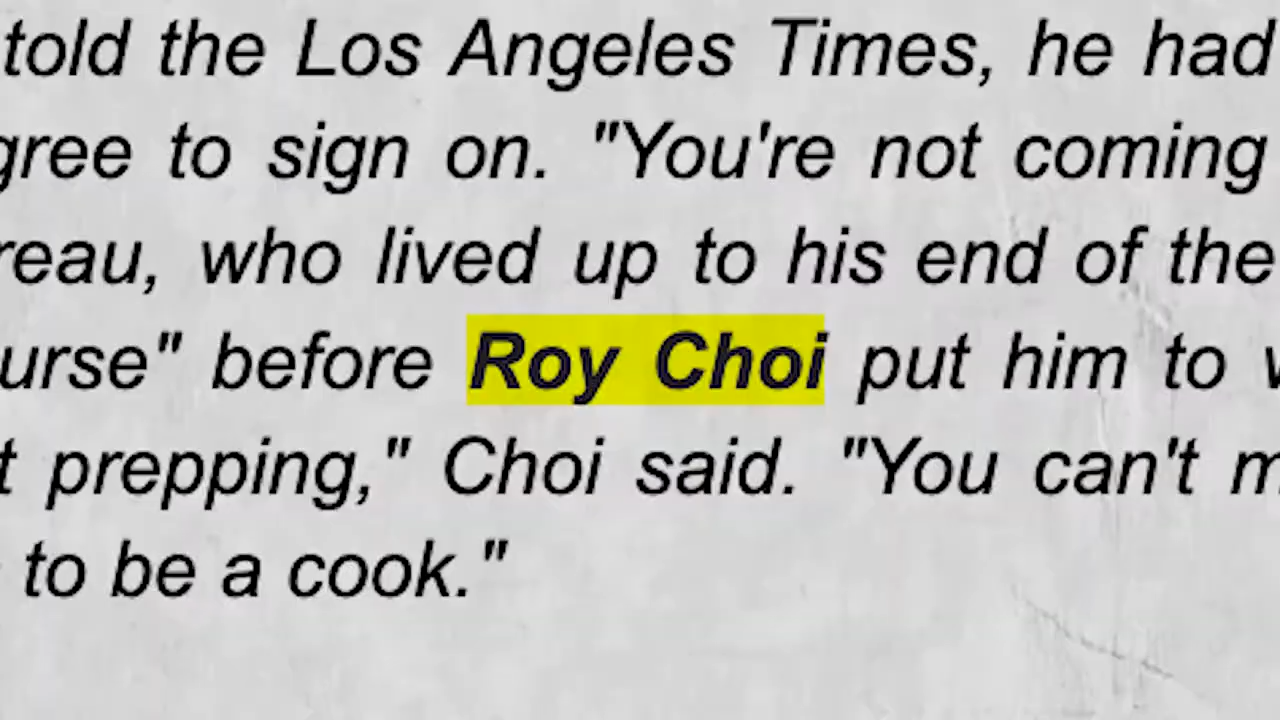 told the Los Angeles Times, he had
gree to sign on. "You're not coming
reau, who lived up to his end of the
urse" before Roy Choi put him to
t prepping," Choi said. "You can't m
to be a cook."